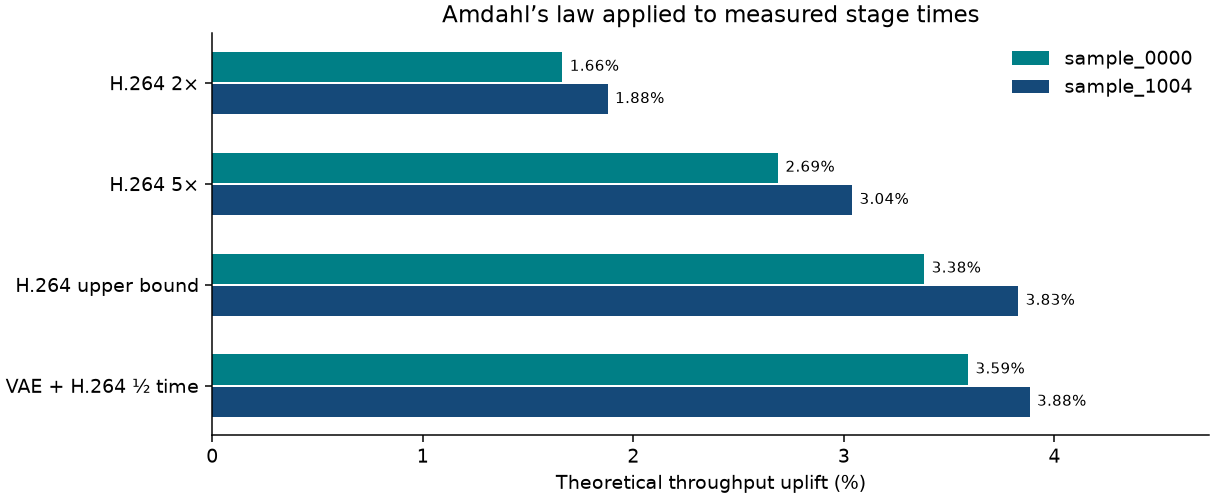 Amdahl’s law applied to measured stage times
sample_0000
sample_1004
H.264 2×
1.66%
1.88%
H.264 5×
2.69%
3.04%
H.264 upper bound
3.38%
3.83%
VAE + H.264 ½ time
3.59%
3.88%
0 1 2 3 4
Theoretical throughput uplift (%)